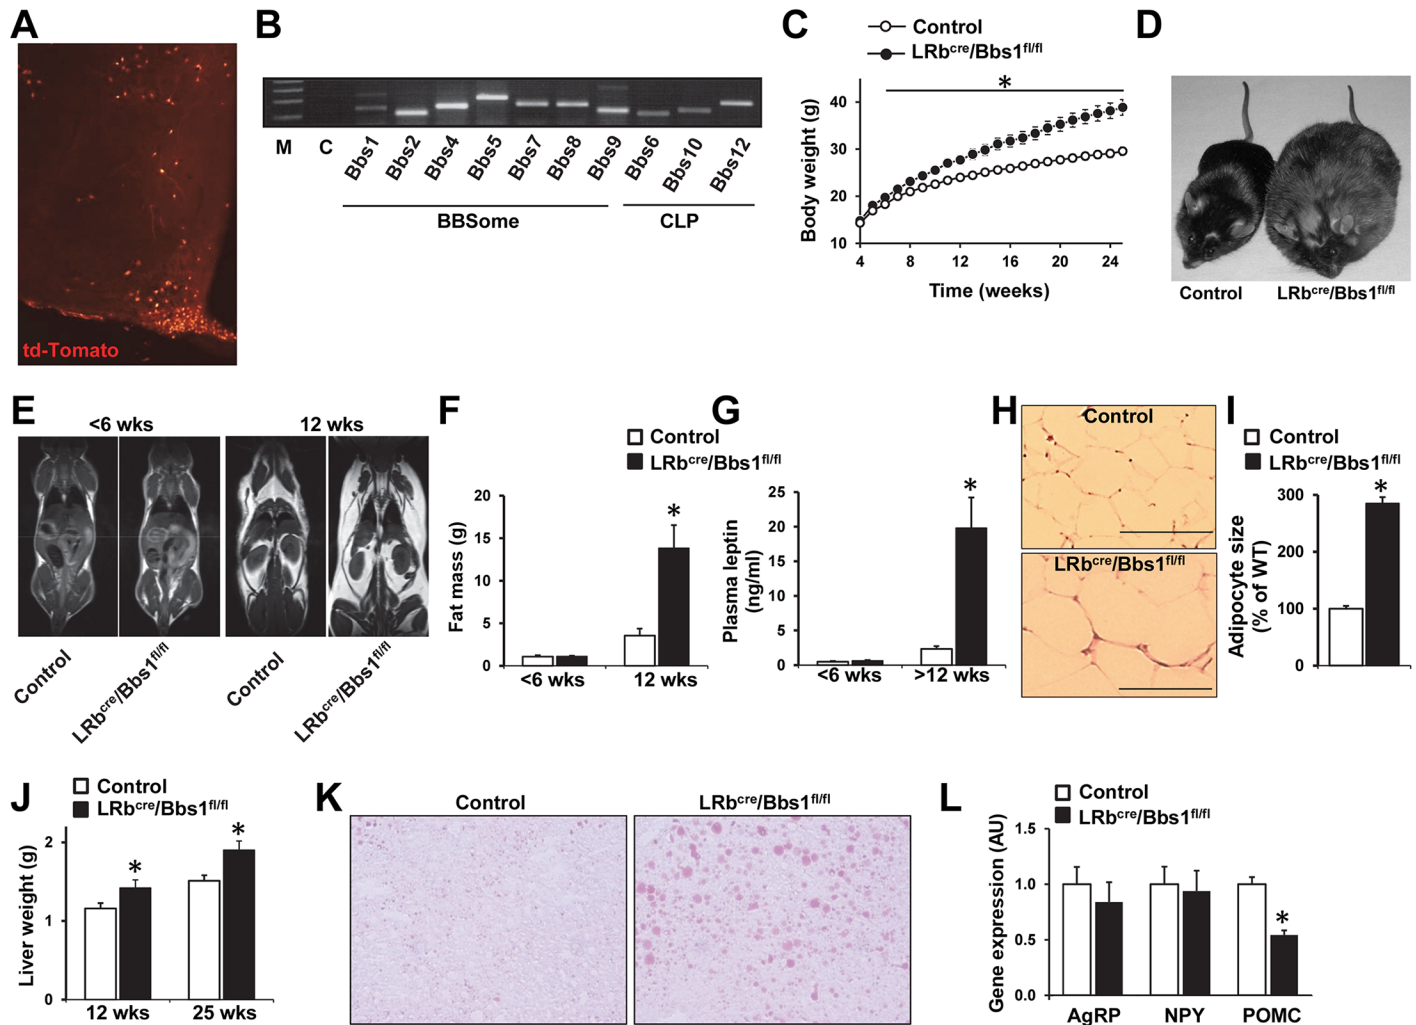 A
td-Tomato
B
M C Bbs1 Bbs2 Bbs4 Bbs5 Bbs7 Bbs8 Bbs9 Bbs6 Bbs10 Bbs12
BBSome CLP
C
Control
LRbcre/Bbs1fl/fl
*
Body weight (g)
40
30
20
10
4 8 12 16 20 24
Time (weeks)
D
Control LRbcre/Bbs1fl/fl
E
<6 wks 12 wks
Control LRbcre/Bbs1fl/fl Control LRbcre/Bbs1fl/fl
F
Control
LRbcre/Bbs1fl/fl
Fat mass (g)
20
15
10
5
0
*
<6 wks 12 wks
G
Plasma leptin
(ng/ml)
25
20
15
10
5
0
*
<6 wks >12 wks
H
Control
LRbcre/Bbs1fl/fl
I
Control
LRbcre/Bbs1fl/fl
Adipocyte size
(% of WT)
300
200
100
0
*
J
Control
LRbcre/Bbs1fl/fl
Liver weight (g)
2
1
0
* *
12 wks 25 wks
K
Control LRbcre/Bbs1fl/fl
L
Control
LRbcre/Bbs1fl/fl
Gene expression (AU)
1.5
1.0
0.5
0.0
*
AgRP NPY POMC